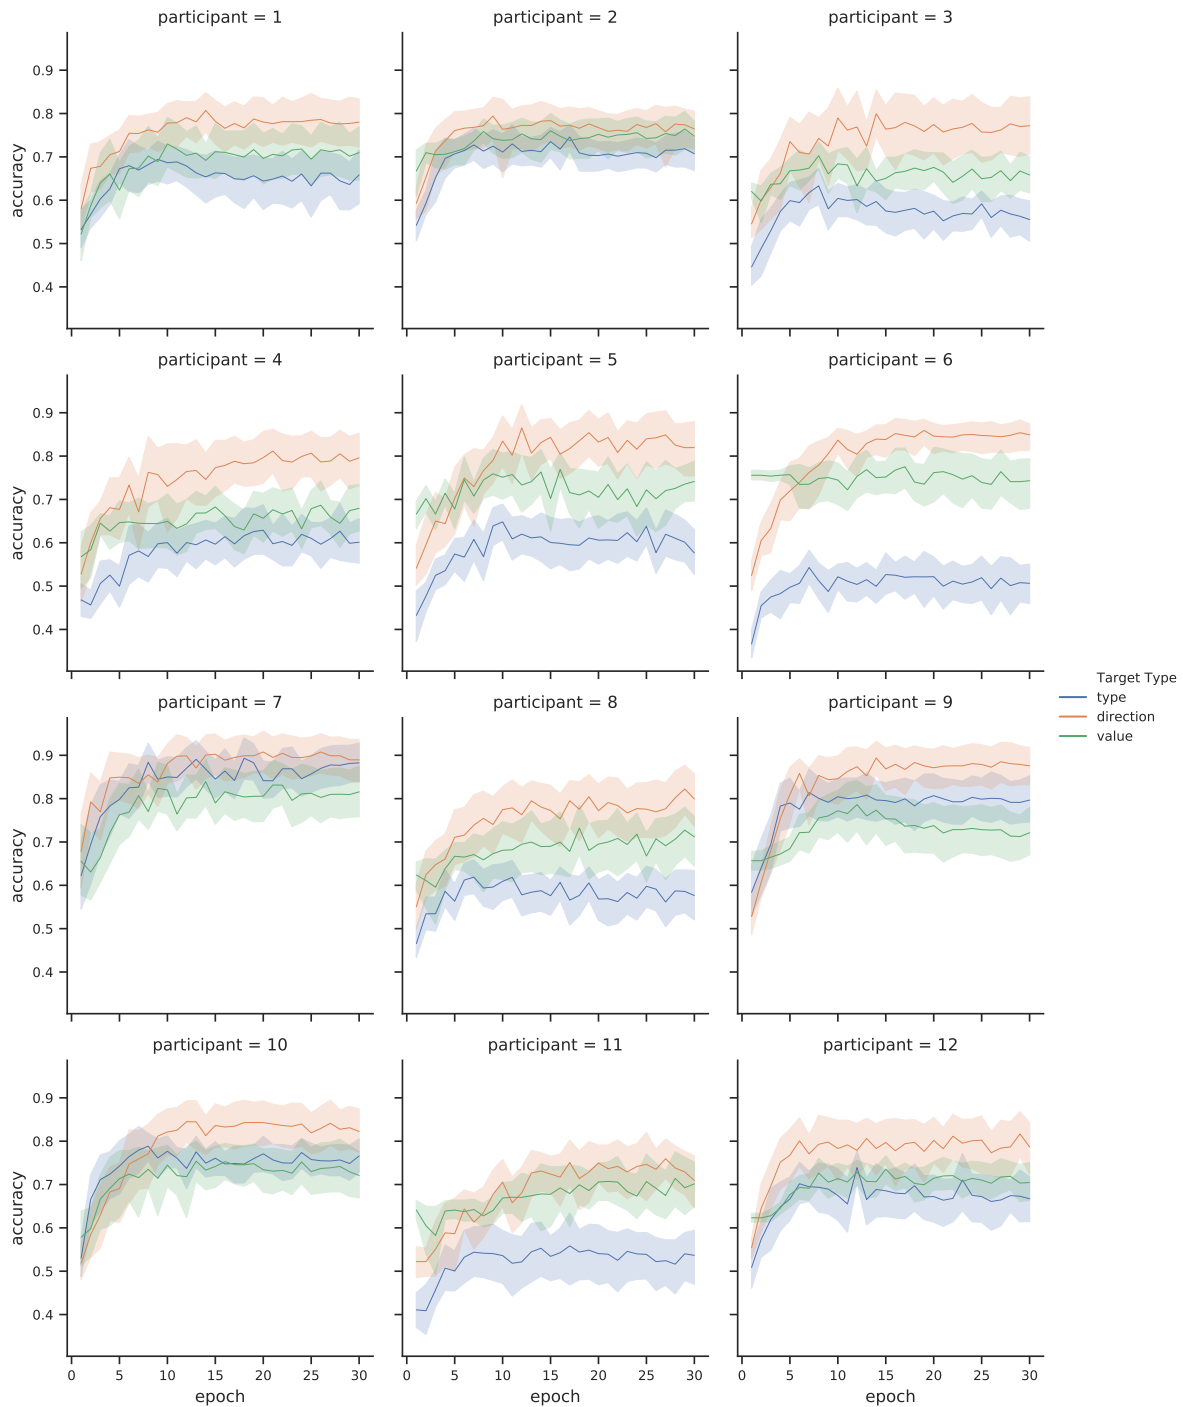 participant = 1
participant = 2
participant = 3
0.9
0.8
0.7
0.6
0.5
0.4
accuracy
participant = 4
participant = 5
participant = 6
0.9
0.8
0.7
0.6
0.5
0.4
accuracy
Target Type
type
direction
value
participant = 7
participant = 8
participant = 9
0.9
0.8
0.7
0.6
0.5
0.4
accuracy
participant = 10
participant = 11
participant = 12
0.9
0.8
0.7
0.6
0.5
0.4
accuracy
0 5 10 15 20 25 30
0 5 10 15 20 25 30
0 5 10 15 20 25 30
epoch
epoch
epoch